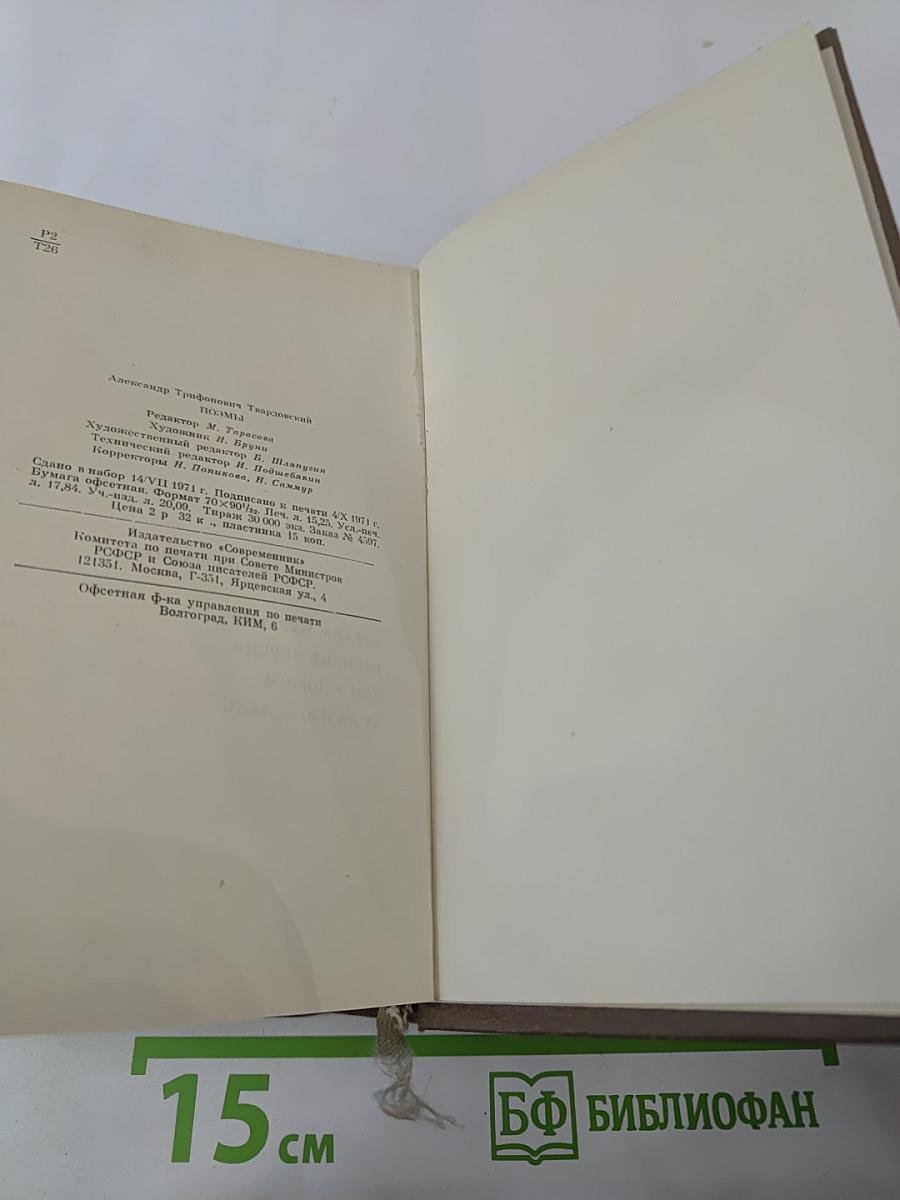 Р2
Т26
Александр Трифонович Твардовский
ПОЭМЫ
Редактор М. Тарасова
Художник Н. Бруни
Художественный редактор Б. Шляпугин
Технический редактор И. Подшебякин
Корректоры Н. Попикова, Н. Саммур
Сдано в набор 14/VII 1971 г. Подписано к печати 4/X 1971 г.
Бумага офсетная. Формат 70×90¹/₃₂. Печ. л. 15,25. Усл.-печ.
л. 17,84. Уч.-изд. л. 20,09. Тираж 30 000 экз. Заказ № 4597.
Цена 2 р 32 к., пластинка 15 коп.
Издательство «Современник»
Комитета по печати при Совете Министров
РСФСР и Союза писателей РСФСР.
121351. Москва, Г-351, Ярцевская ул., 4
Офсетная ф-ка управления по печати
Волгоград, КИМ, 6
15 см
БФ БИБЛИОФАН